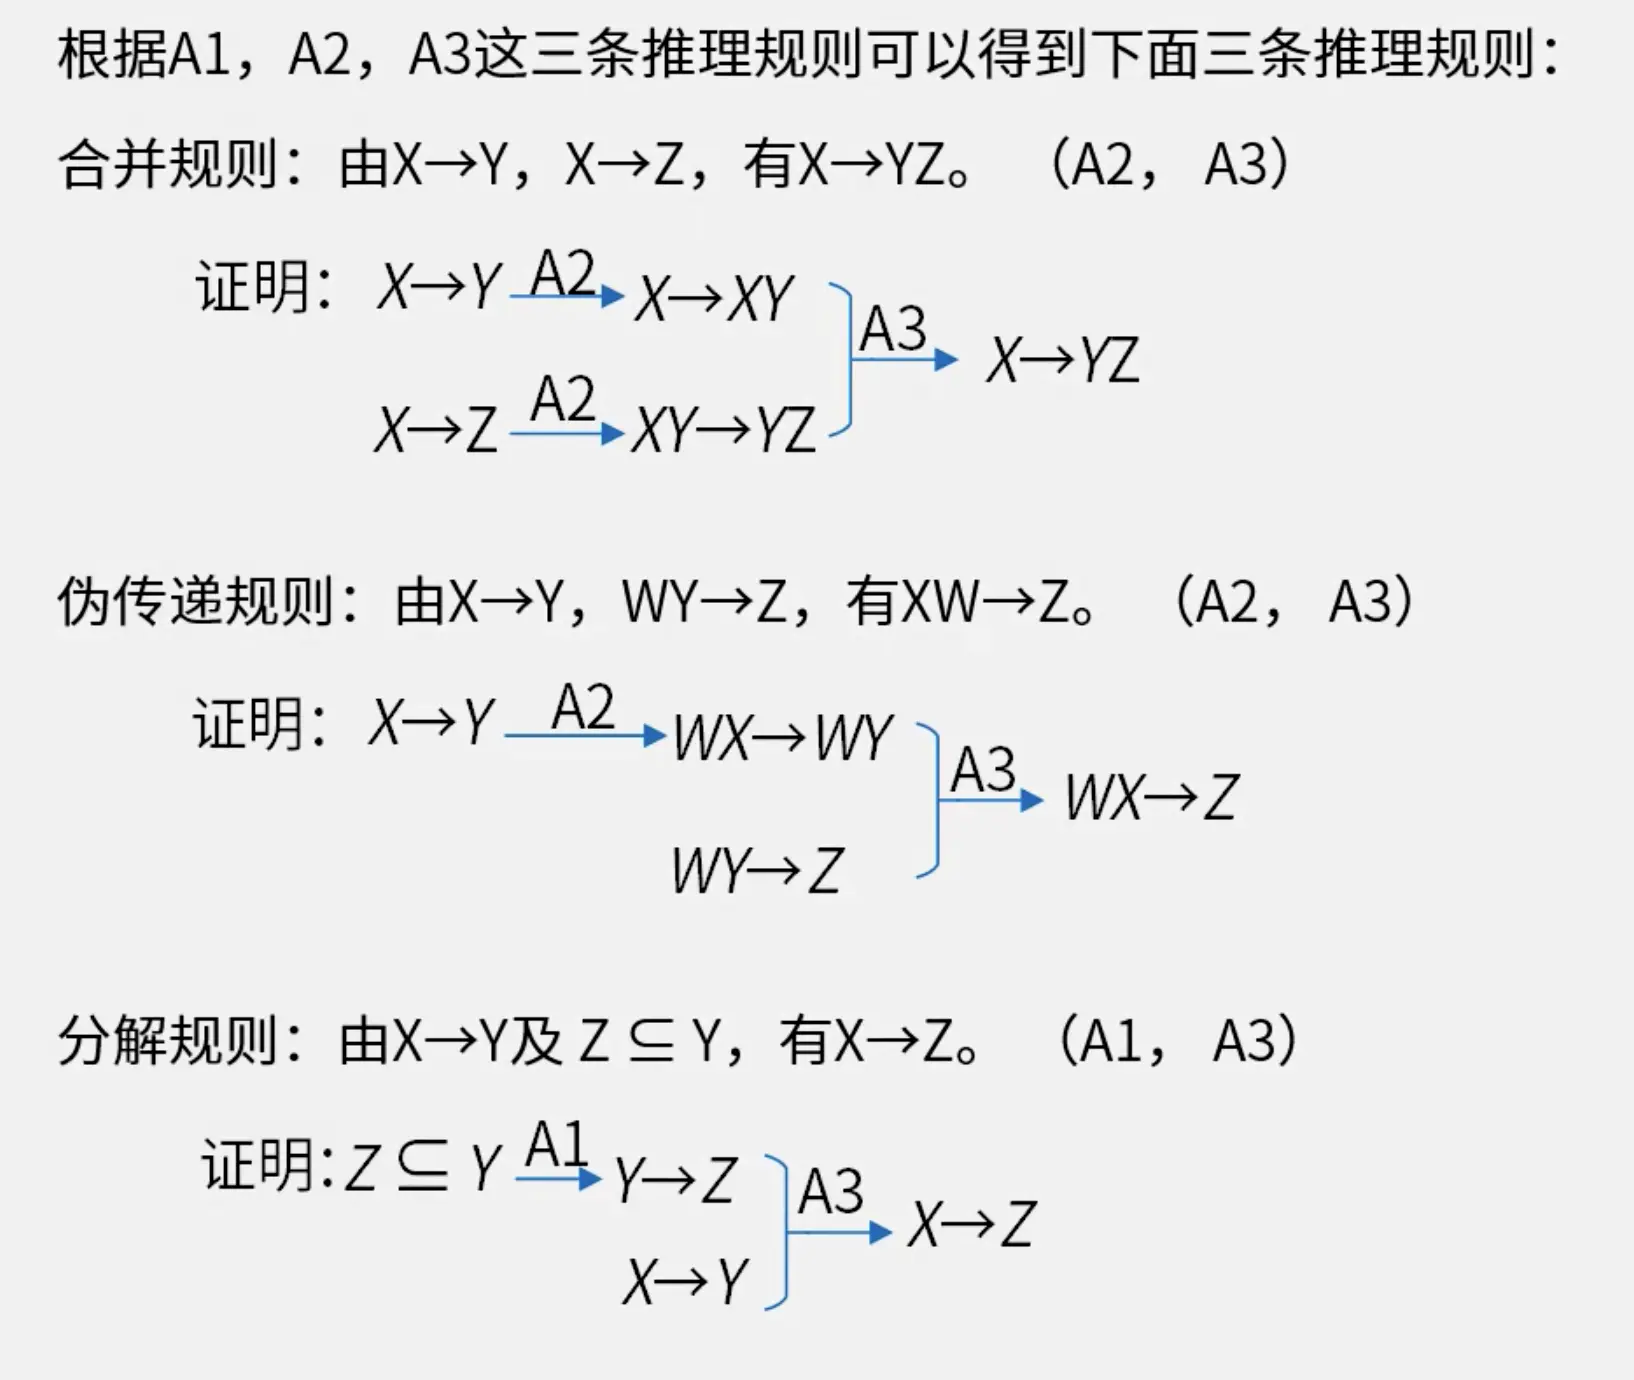 根据A1，A2，A3这三条推理规则可以得到下面三条推理规则：
合并规则：由X→Y，X→Z，有X→YZ。（A2， A3）
证明： X→Y A2 X→XY
A3 X→YZ
X→Z A2 XY→YZ
伪传递规则：由X→Y，WY→Z，有XW→Z。（A2， A3）
证明： X→Y A2 WX→WY
A3 WX→Z
WY→Z
分解规则：由X→Y及 Z ⊆ Y，有X→Z。（A1， A3）
证明：Z ⊆ Y A1 Y→Z
A3 X→Z
X→Y